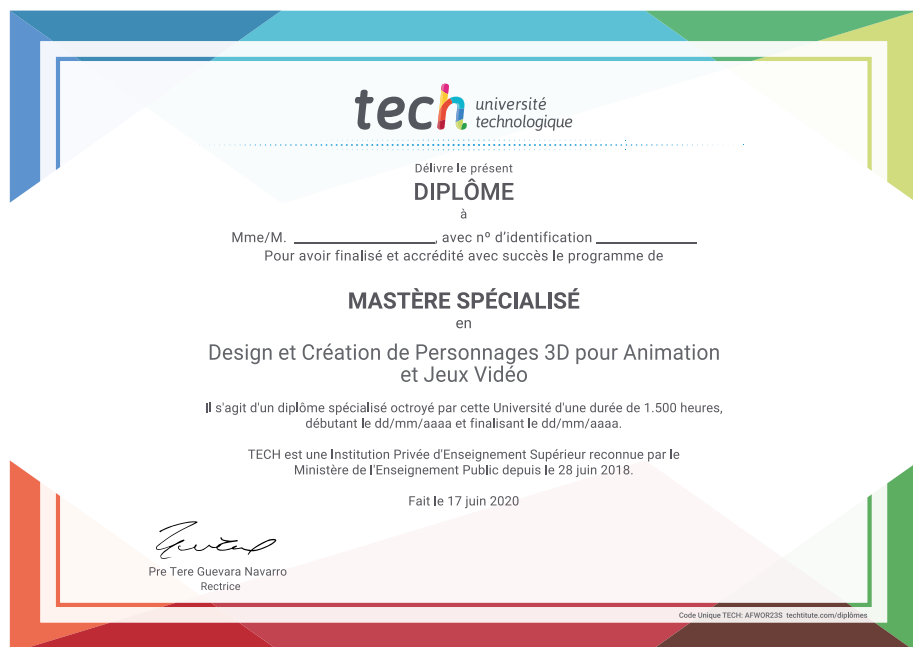 tech université
technologique
Délivre le présent
DIPLÔME
à
Mme/M. ____________, avec nº d'identification ____________
Pour avoir finalisé et accrédité avec succès le programme de
MASTÈRE SPÉCIALISÉ
en
Design et Création de Personnages 3D pour Animation
et Jeux Vidéo
Il s'agit d'un diplôme spécialisé octroyé par cette Université d'une durée de 1.500 heures,
débutant le dd/mm/aaaa et finalisant le dd/mm/aaaa.
TECH est une Institution Privée d'Enseignement Supérieur reconnue par le
Ministère de l'Enseignement Public depuis le 28 juin 2018.
Fait le 17 juin 2020
Pre Tere Guevara Navarro
Rectrice
Code Unique TECH: AFWOR23S techtitute.com/diplômes